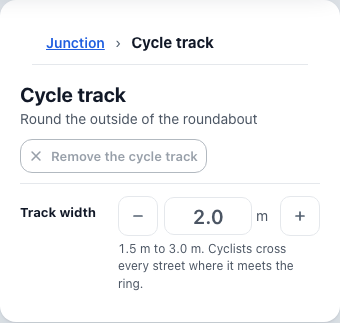 Junction › Cycle track
Cycle track
Round the outside of the roundabout
× Remove the cycle track
Track width − 2.0 m +
1.5 m to 3.0 m. Cyclists cross
every street where it meets the
ring.